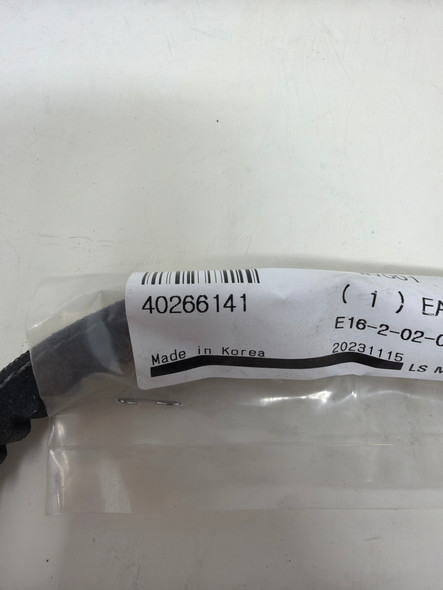 40266141
( 1 ) EA
E16-2-02-0
20231115
Made in Korea
LS M